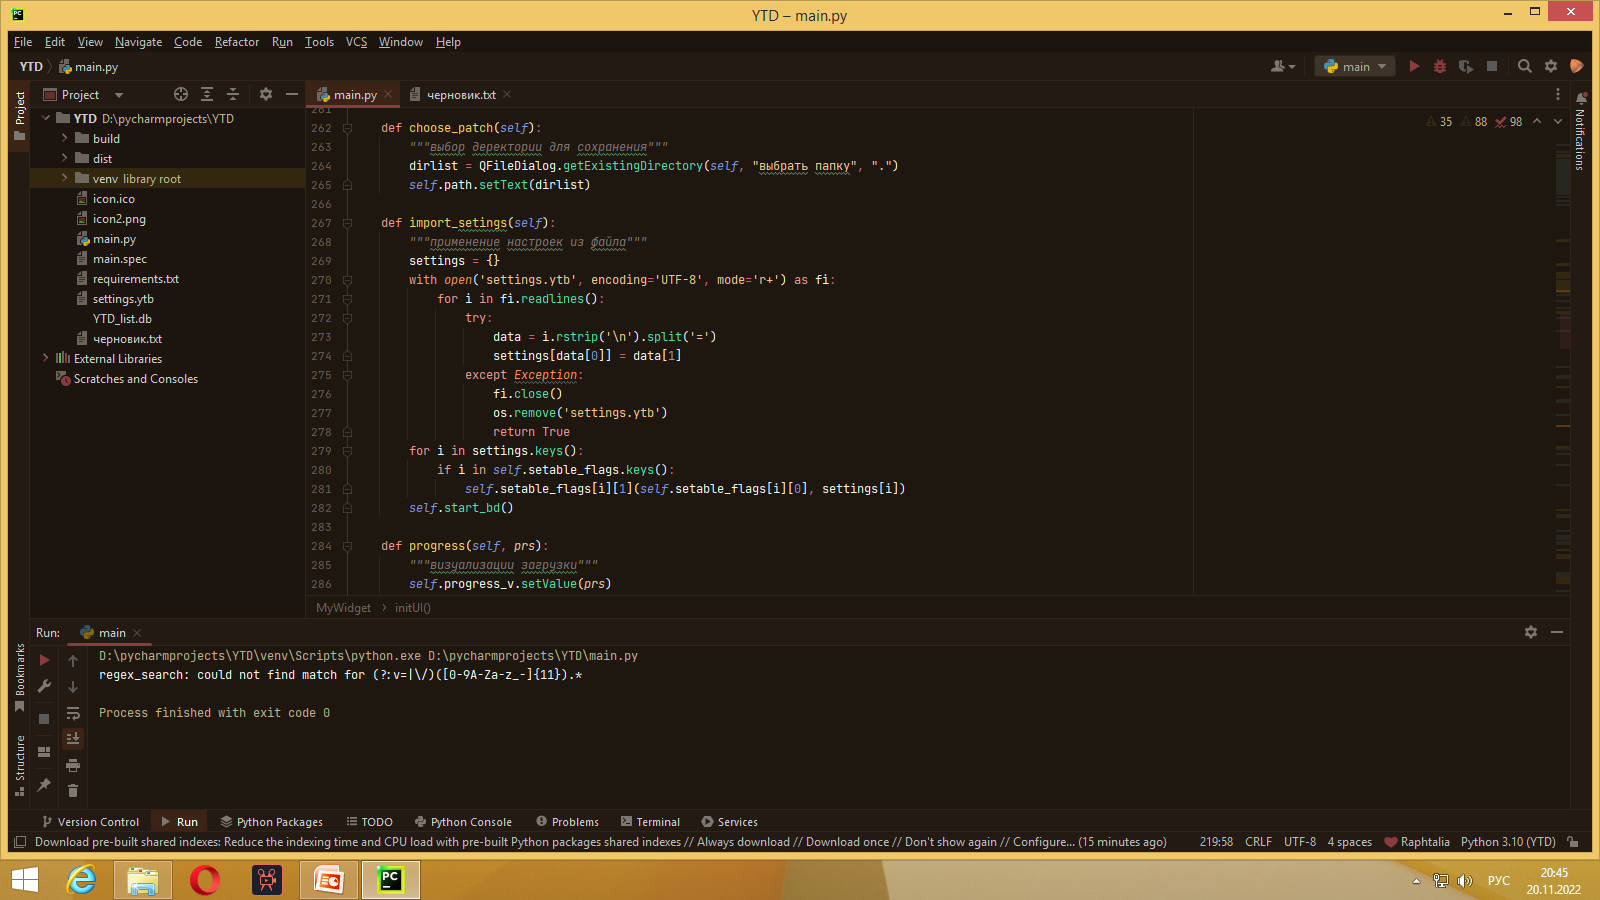 YTD – main.py
File Edit View Navigate Code Refactor Run Tools VCS Window Help
YTD main.py
main
Project
Project
main.py
черновик.txt
Notifications
YTD D:\pycharmprojects\YTD
build
dist
venv library root
icon.ico
icon2.png
main.py
main.spec
requirements.txt
settings.ytb
YTD_list.db
черновик.txt
External Libraries
Scratches and Consoles
35 88 98
261
262 def choose_patch(self):
263 """выбор деректории для сохранения"""
264 dirlist = QFileDialog.getExistingDirectory(self, "выбрать папку", ".")
265 self.path.setText(dirlist)
266
267 def import_setings(self):
268 """применение настроек из файла"""
269 settings = {}
270 with open('settings.ytb', encoding='UTF-8', mode='r+') as fi:
271 for i in fi.readlines():
272 try:
273 data = i.rstrip('\n').split('=')
274 settings[data[0]] = data[1]
275 except Exception:
276 fi.close()
277 os.remove('settings.ytb')
278 return True
279 for i in settings.keys():
280 if i in self.setable_flags.keys():
281 self.setable_flags[i][1](self.setable_flags[i][0], settings[i])
282 self.start_bd()
283
284 def progress(self, prs):
285 """визуализации загрузки"""
286 self.progress_v.setValue(prs)
MyWidget initUI()
Run: main
D:\pycharmprojects\YTD\venv\Scripts\python.exe D:\pycharmprojects\YTD\main.py
regex_search: could not find match for (?:v=|\/)([0-9A-Za-z_-]{11}).*
Process finished with exit code 0
Bookmarks
Structure
Version Control Run Python Packages TODO Python Console Problems Terminal Services
Download pre-built shared indexes: Reduce the indexing time and CPU load with pre-built Python packages shared indexes // Always download // Download once // Don't show again // Configure... (15 minutes ago) 219:58 CRLF UTF-8 4 spaces Raphtalia Python 3.10 (YTD)
PC
РУС
20:45
20.11.2022